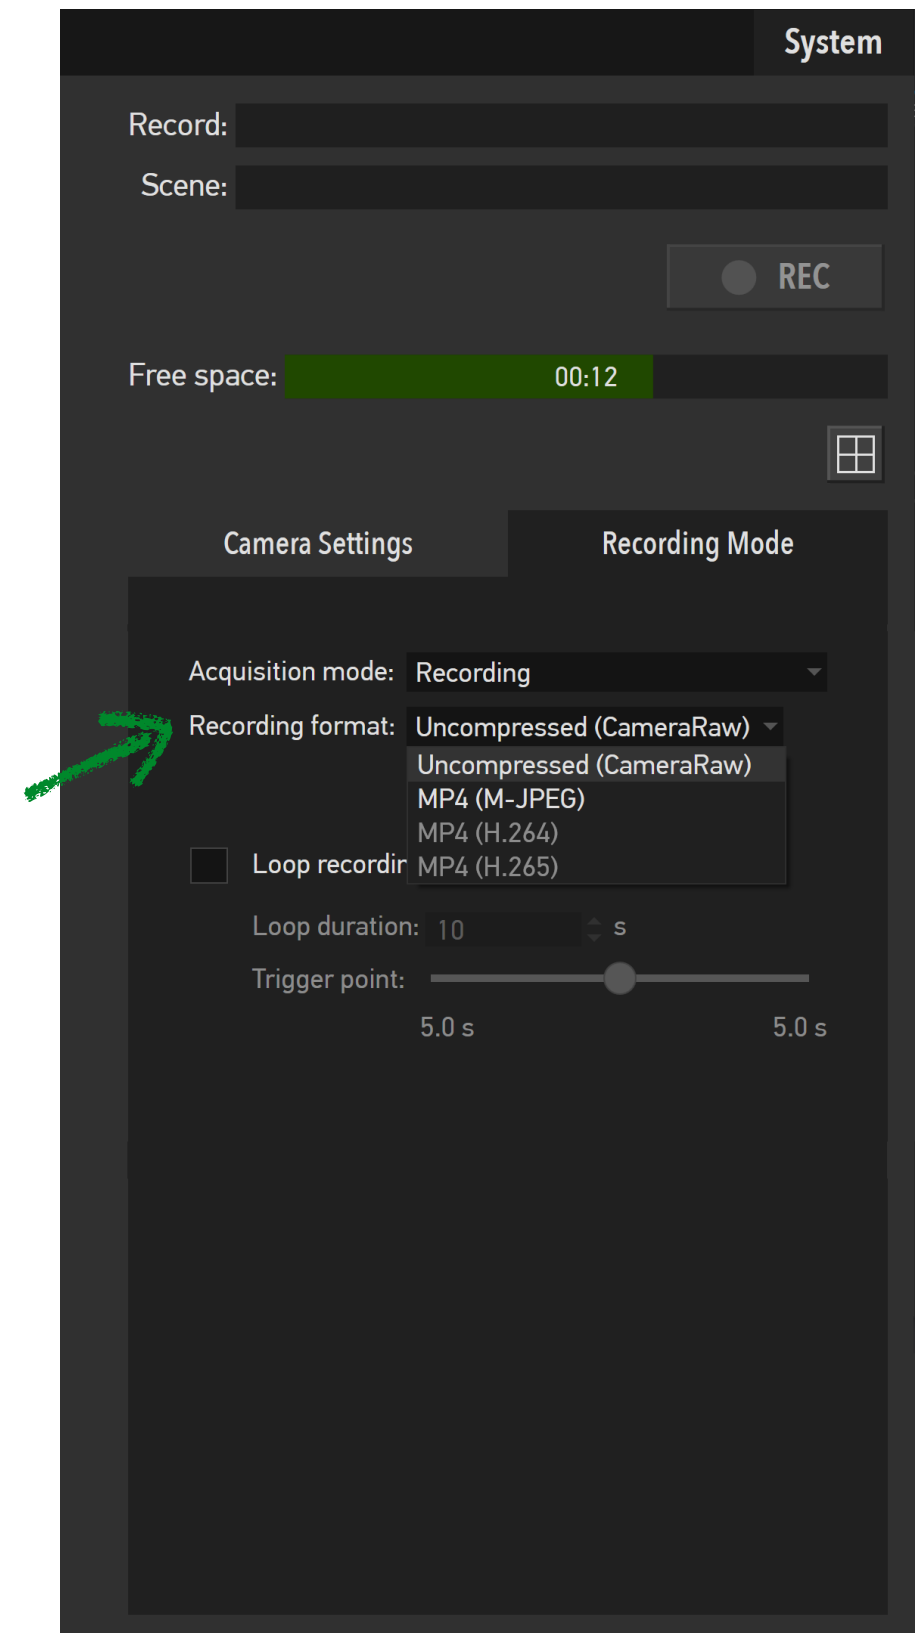 System
Record:
Scene:
REC
Free space: 00:12
Camera Settings Recording Mode
Acquisition mode: Recording
Recording format: Uncompressed (CameraRaw)
Uncompressed (CameraRaw)
MP4 (M-JPEG)
MP4 (H.264)
MP4 (H.265)
Loop
Loop duration: 10 s
Trigger point:
5.0 s 5.0 s